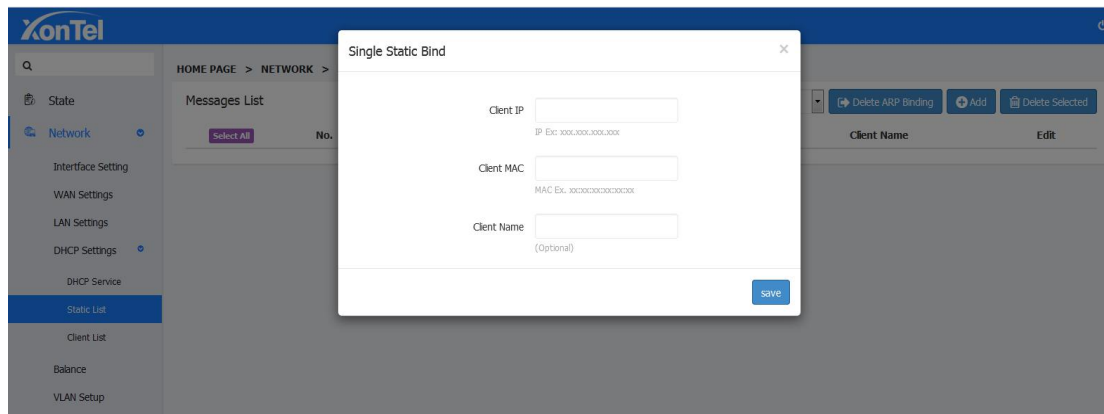 XonTel
Single Static Bind
×
HOME PAGE > NETWORK >
State
Messages List
Client IP
Delete ARP Binding
Add
Delete Selected
Network
Select All
No.
IP Ex: xxx.xxx.xxx.xxx
Client Name
Edit
Interface Setting
Client MAC
WAN Settings
MAC Ex. xx:xx:xx:xx:xx:xx
LAN Settings
Client Name
DHCP Settings
(Optional)
DHCP Service
save
Static List
Client List
Balance
VLAN Setup